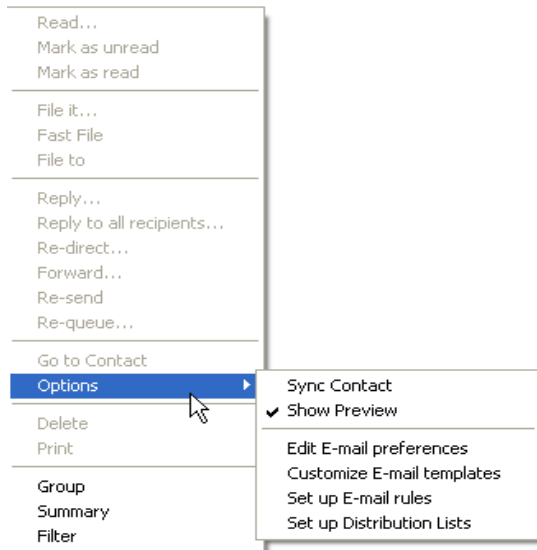 Read...
Mark as unread
Mark as read
File it...
Fast File
File to
Reply...
Reply to all recipients...
Re-direct...
Forward...
Re-send
Re-queue...
Go to Contact
Options
Sync Contact
Show Preview
Delete
Print
Edit E-mail preferences
Customize E-mail templates
Set up E-mail rules
Set up Distribution Lists
Group
Summary
Filter